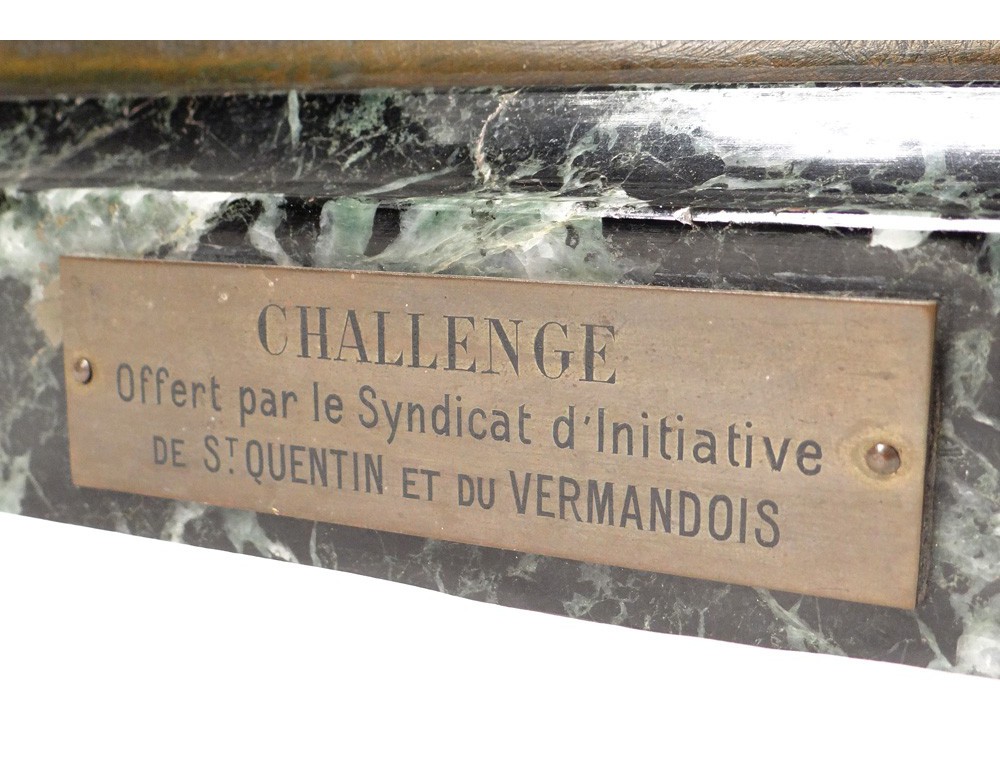 CHALLENGE
Offert par le Syndicat d'Initiative
DE ST QUENTIN ET DU VERMANDOIS